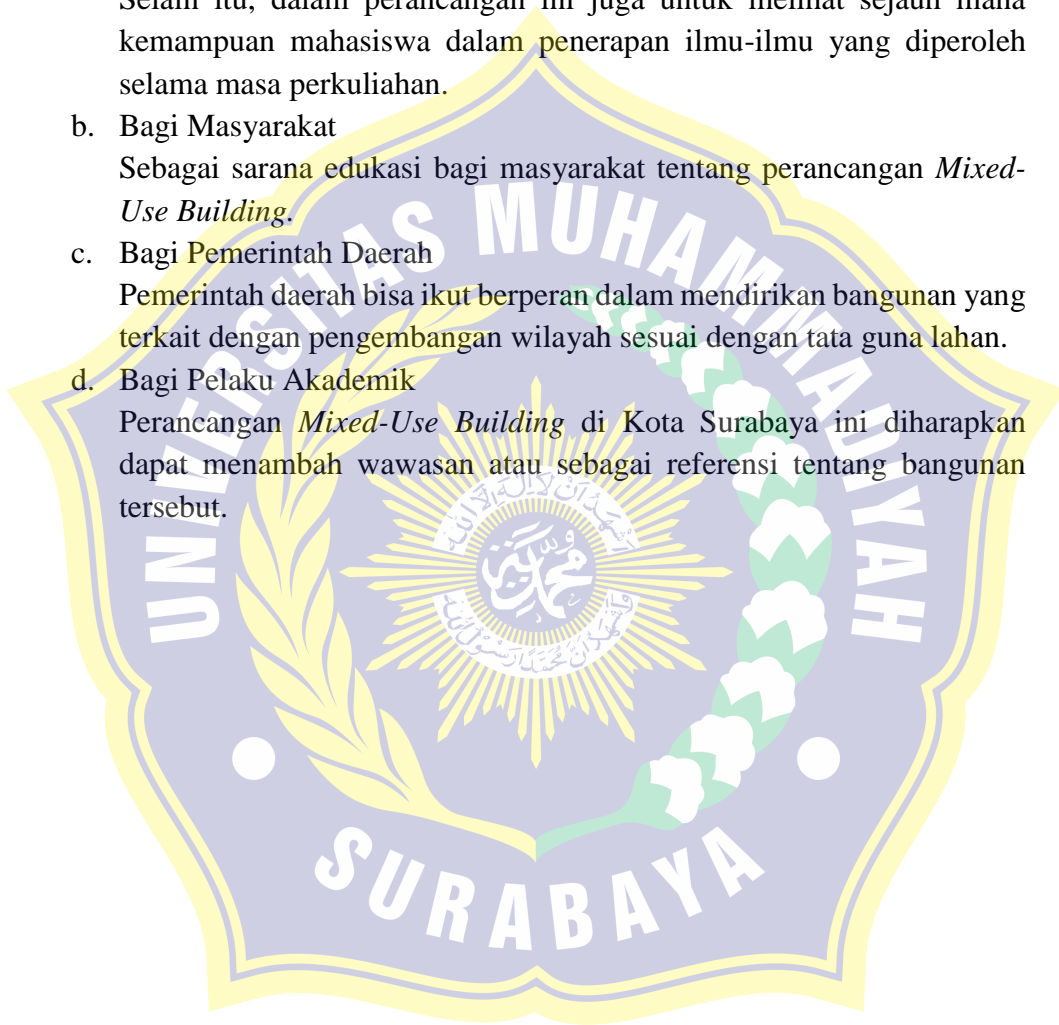 Selain itu, dalam perancangan ini juga untuk melihat sejauh mana
kemampuan mahasiswa dalam penerapan ilmu-ilmu yang diperoleh
selama masa perkuliahan.
b. Bagi Masyarakat
Sebagai sarana edukasi bagi masyarakat tentang perancangan Mixed-
Use Building.
c. Bagi Pemerintah Daerah
Pemerintah daerah bisa ikut berperan dalam mendirikan bangunan yang
terkait dengan pengembangan wilayah sesuai dengan tata guna lahan.
d. Bagi Pelaku Akademik
Perancangan Mixed-Use Building di Kota Surabaya ini diharapkan
dapat menambah wawasan atau sebagai referensi tentang bangunan
tersebut.
UNIVERSITAS MUHAMMADIYAH
SURABAYA